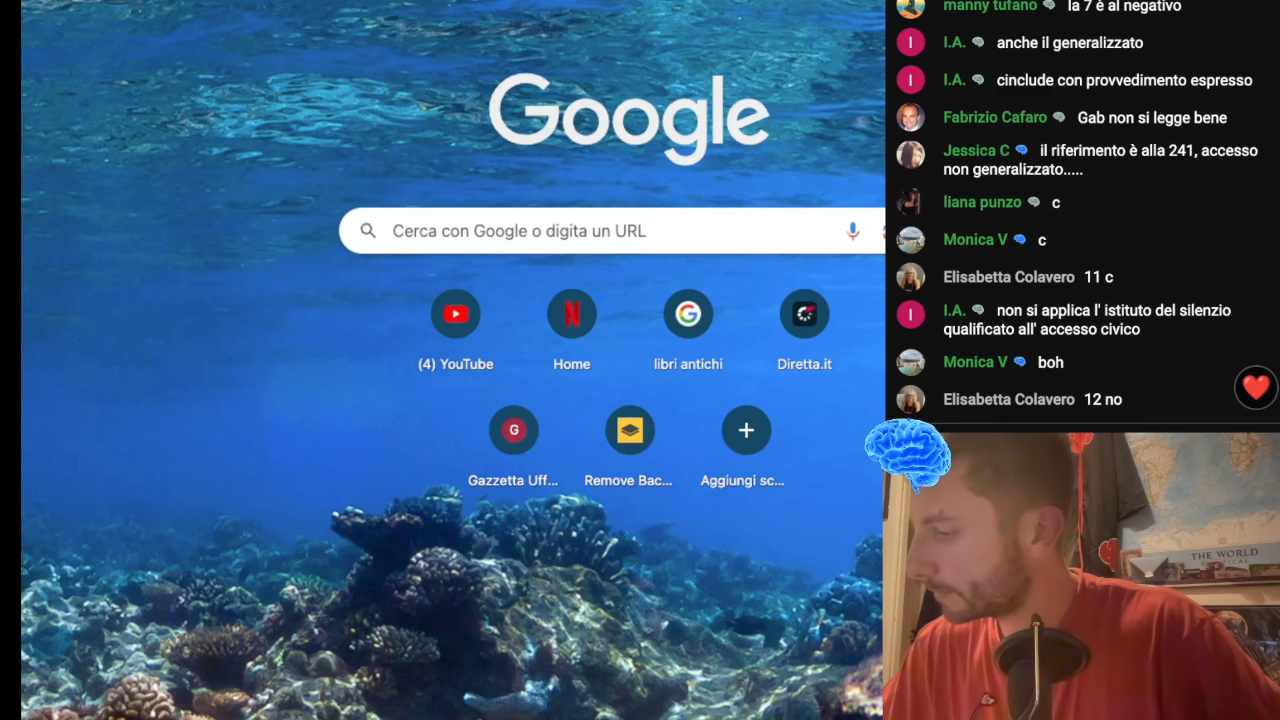 Google
Cerca con Google o digita un URL
(4) YouTube
Home
libri antichi
Diretta.it
G
Gazzetta Uff...
Remove Bac...
Aggiungi sc...
manny tufano la 7 è al negativo
I I.A. anche il generalizzato
I I.A. cinclude con provvedimento espresso
Fabrizio Cafaro Gab non si legge bene
Jessica C il riferimento è alla 241, accesso
non generalizzato.....
liana punzo c
Monica V c
Elisabetta Colavero 11 c
I I.A. non si applica l' istituto del silenzio
qualificato all' accesso civico
Monica V boh
Elisabetta Colavero 12 no
THE WORLD